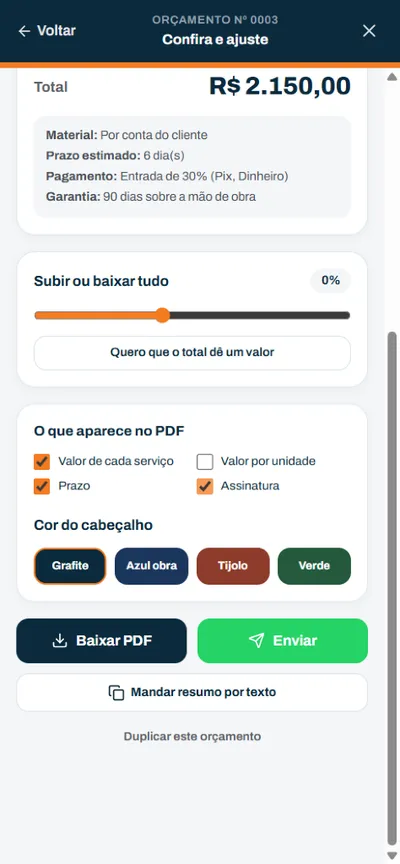 Voltar
ORÇAMENTO Nº 0003
Confira e ajuste
Total
R$ 2.150,00
Material: Por conta do cliente
Prazo estimado: 6 dia(s)
Pagamento: Entrada de 30% (Pix, Dinheiro)
Garantia: 90 dias sobre a mão de obra
Subir ou baixar tudo
0%
Quero que o total dê um valor
O que aparece no PDF
Valor de cada serviço
Valor por unidade
Prazo
Assinatura
Cor do cabeçalho
Grafite
Azul obra
Tijolo
Verde
Baixar PDF
Enviar
Mandar resumo por texto
Duplicar este orçamento